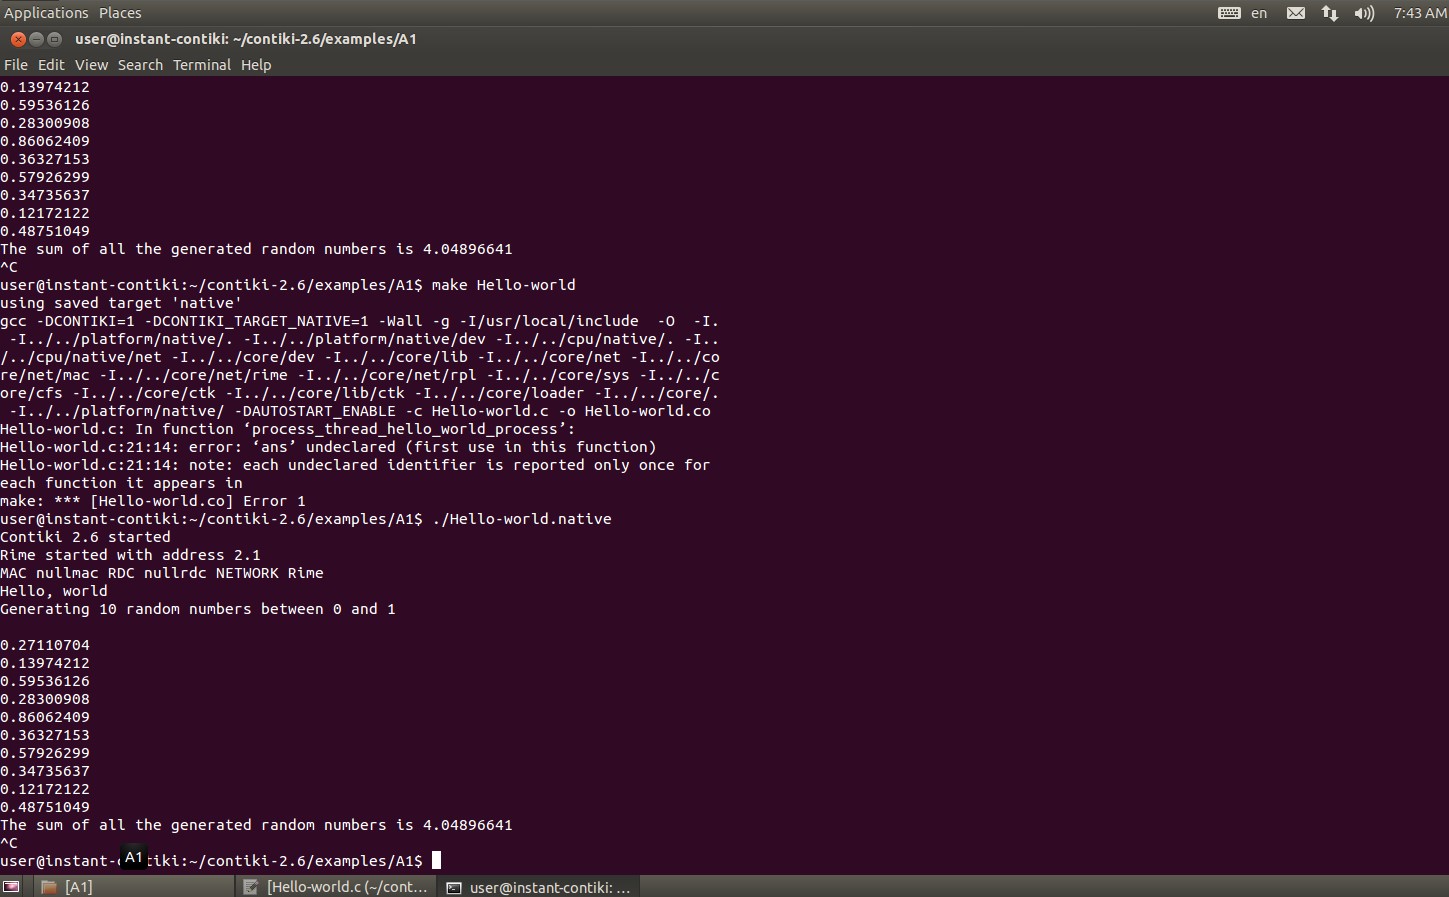 Applications Places en 7:43 AM
user@instant-contiki: ~/contiki-2.6/examples/A1
File Edit View Search Terminal Help
0.13974212
0.59536126
0.28300908
0.86062409
0.36327153
0.57926299
0.34735637
0.12172122
0.48751049
The sum of all the generated random numbers is 4.04896641
^C
user@instant-contiki:~/contiki-2.6/examples/A1$ make Hello-world
using saved target 'native'
gcc -DCONTIKI=1 -DCONTIKI_TARGET_NATIVE=1 -Wall -g -I/usr/local/include  -O  -I.
 -I../../platform/native/. -I../../platform/native/dev -I../../cpu/native/. -I..
/../cpu/native/net -I../../core/dev -I../../core/lib -I../../core/net -I../../co
re/net/mac -I../../core/net/rime -I../../core/net/rpl -I../../core/sys -I../../c
ore/cfs -I../../core/ctk -I../../core/lib/ctk -I../../core/loader -I../../core/.
 -I../../platform/native/ -DAUTOSTART_ENABLE -c Hello-world.c -o Hello-world.co
Hello-world.c: In function ‘process_thread_hello_world_process’:
Hello-world.c:21:14: error: ‘ans’ undeclared (first use in this function)
Hello-world.c:21:14: note: each undeclared identifier is reported only once for
each function it appears in
make: *** [Hello-world.co] Error 1
user@instant-contiki:~/contiki-2.6/examples/A1$ ./Hello-world.native
Contiki 2.6 started
Rime started with address 2.1
MAC nullmac RDC nullrdc NETWORK Rime
Hello, world
Generating 10 random numbers between 0 and 1
0.27110704
0.13974212
0.59536126
0.28300908
0.86062409
0.36327153
0.57926299
0.34735637
0.12172122
0.48751049
The sum of all the generated random numbers is 4.04896641
^C
user@instant-c A1 tiki:~/contiki-2.6/examples/A1$
[A1] [Hello-world.c (~/cont... user@instant-contiki: ...